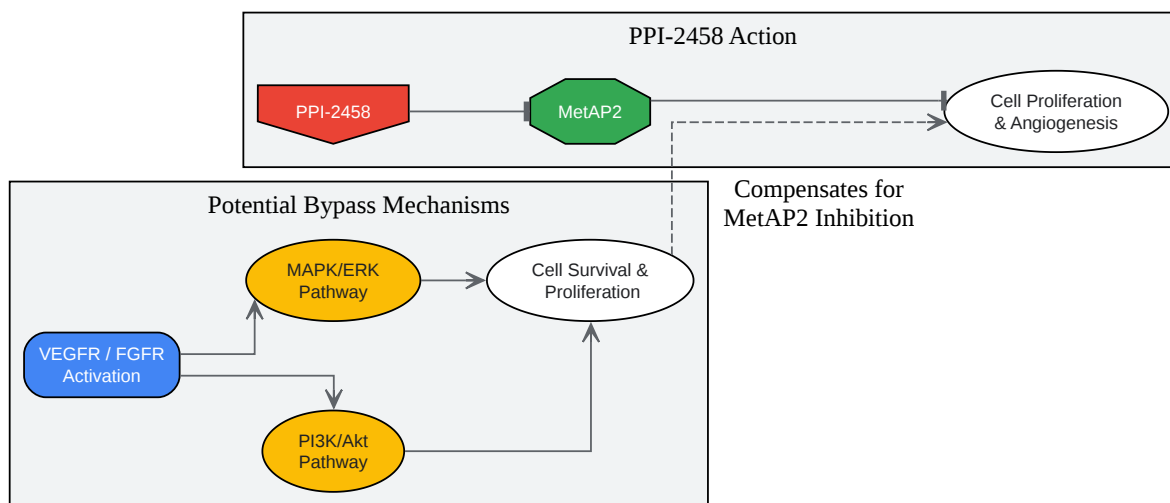 PPI-2458 Action
PPI-2458
MetAP2
Cell Proliferation
& Angiogenesis
Compensates for
MetAP2 Inhibition
Potential Bypass Mechanisms
MAPK/ERK
Pathway
Cell Survival &
Proliferation
VEGFR / FGFR
Activation
PI3K/Akt
Pathway